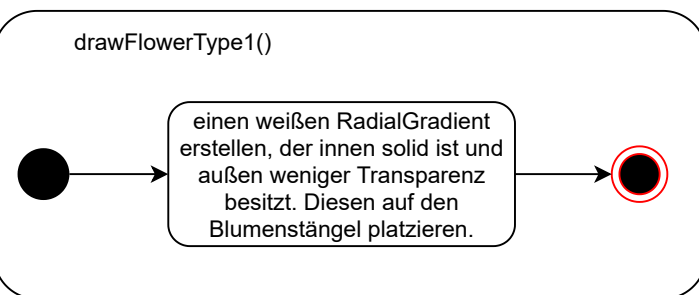 drawFlowerType1()
einen weißen RadialGradient
erstellen, der innen solid ist und
außen weniger Transparenz
besitzt. Diesen auf den
Blumenstängel platzieren.